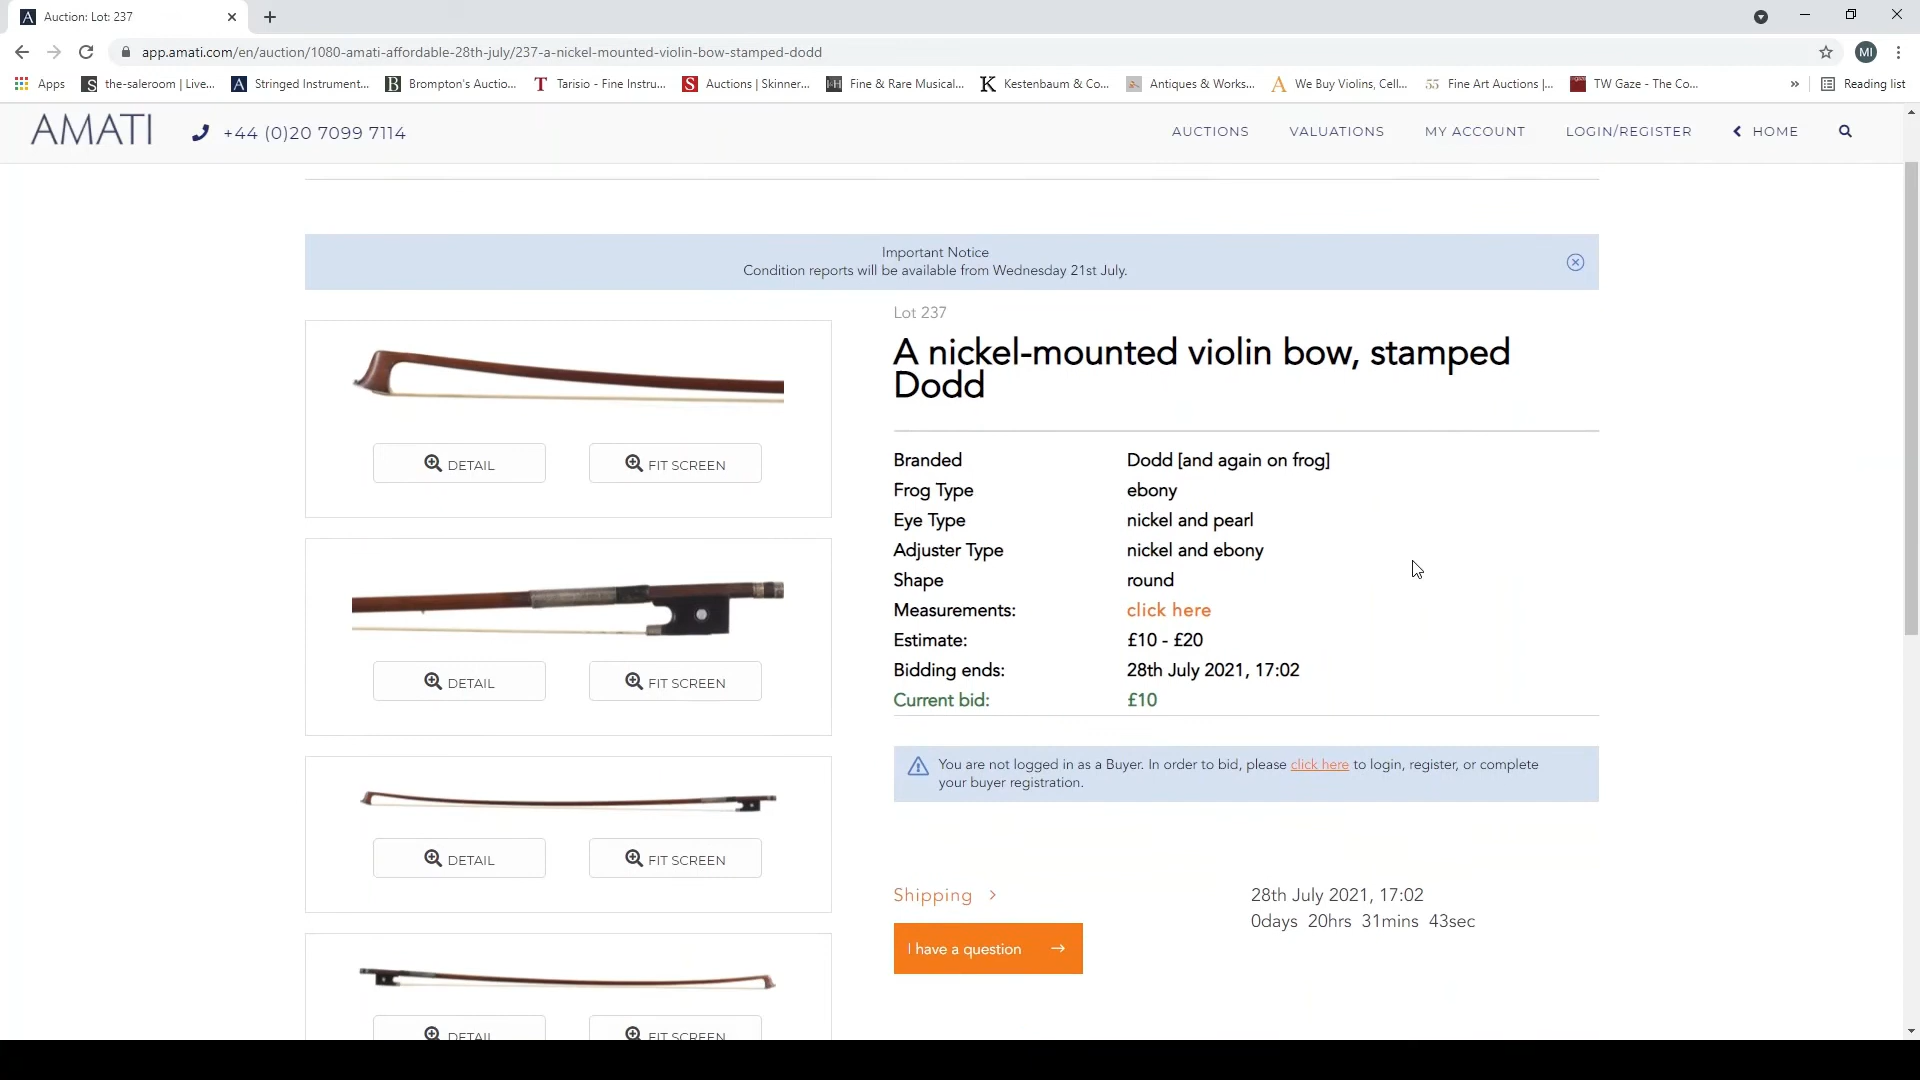 Auction: Lot: 237
app.amati.com/en/auction/1080-amati-affordable-28th-july/237-a-nickel-mounted-violin-bow-stamped-dodd
MI
Apps
the-saleroom | Live...
Stringed Instrument...
Brompton's Auctio...
Tarisio - Fine Instru...
Auctions | Skinner...
Fine & Rare Musical...
Kestenbaum & Co...
Antiques & Works...
We Buy Violins, Cell...
Fine Art Auctions |...
TW Gaze - The Co...
»
Reading list
AMATI
+44 (0)20 7099 7114
AUCTIONS
VALUATIONS
MY ACCOUNT
LOGIN/REGISTER
HOME
Important Notice
Condition reports will be available from Wednesday 21st July.
Lot 237
A nickel-mounted violin bow, stamped
Dodd
Branded Dodd [and again on frog]
Frog Type ebony
Eye Type nickel and pearl
Adjuster Type nickel and ebony
Shape round
Measurements: click here
Estimate: £10 - £20
Bidding ends: 28th July 2021, 17:02
Current bid: £10
You are not logged in as a Buyer. In order to bid, please click here to login, register, or complete
your buyer registration.
Shipping >
28th July 2021, 17:02
0days 20hrs 31mins 43sec
I have a question →
DETAIL FIT SCREEN
DETAIL FIT SCREEN
DETAIL FIT SCREEN
DETAIL FIT SCREEN